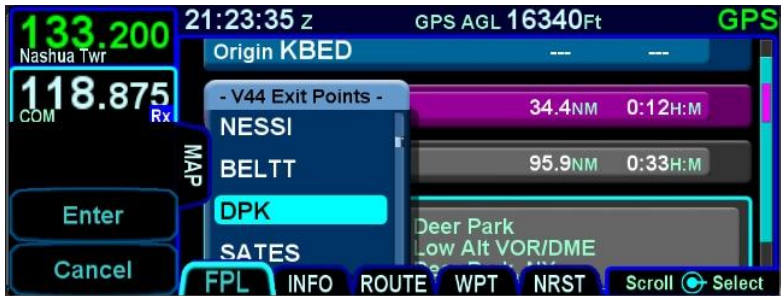 133.200
Nashua Twr
118.875
COM
Rx
Enter
Cancel
MAP
21:23:35 Z
GPS AGL 16340Ft
GPS
Origin KBED
--- ---
- V44 Exit Points -
NESSI
BELTT
DPK
SATES
34.4NM 0:12H:M
95.9NM 0:33H:M
Deer Park
Low Alt VOR/DME
FPL INFO ROUTE WPT NRST Scroll Select